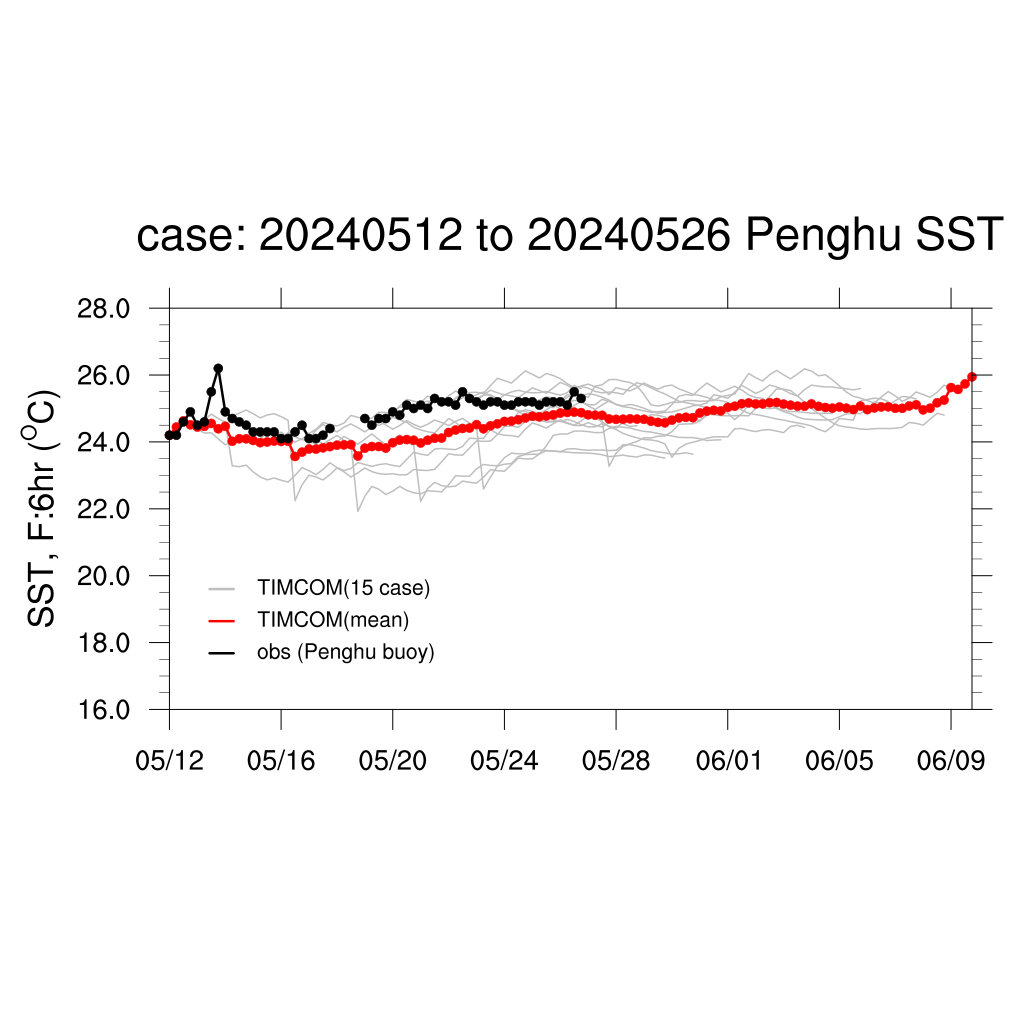 case: 20240512 to 20240526 Penghu SST
SST, F:6hr (°C)
28.0
26.0
24.0
22.0
20.0
18.0
16.0
TIMCOM(15 case)
TIMCOM(mean)
obs (Penghu buoy)
05/12 05/16 05/20 05/24 05/28 06/01 06/05 06/09